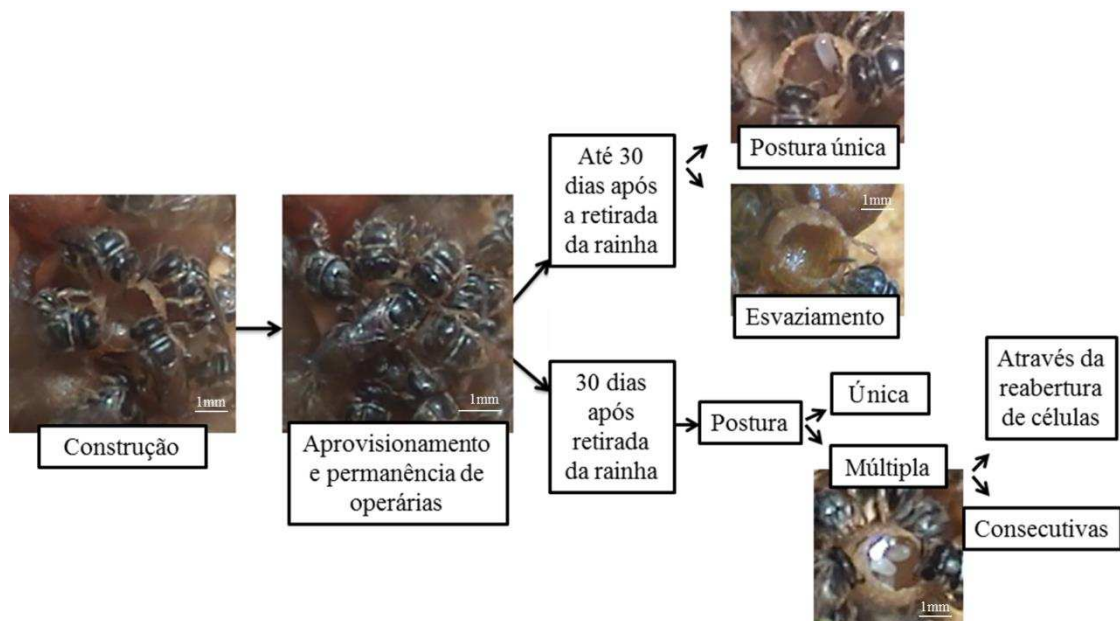 1mm
Construção
1mm
Aprovisionamento
e permanência de
operárias
Até 30
dias após
a retirada
da rainha
Postura única
1mm
Esvaziamento
30 dias
após
retirada
da rainha
Postura
Única
Múltipla
1mm
Através da
reabertura
de células
Consecutivas